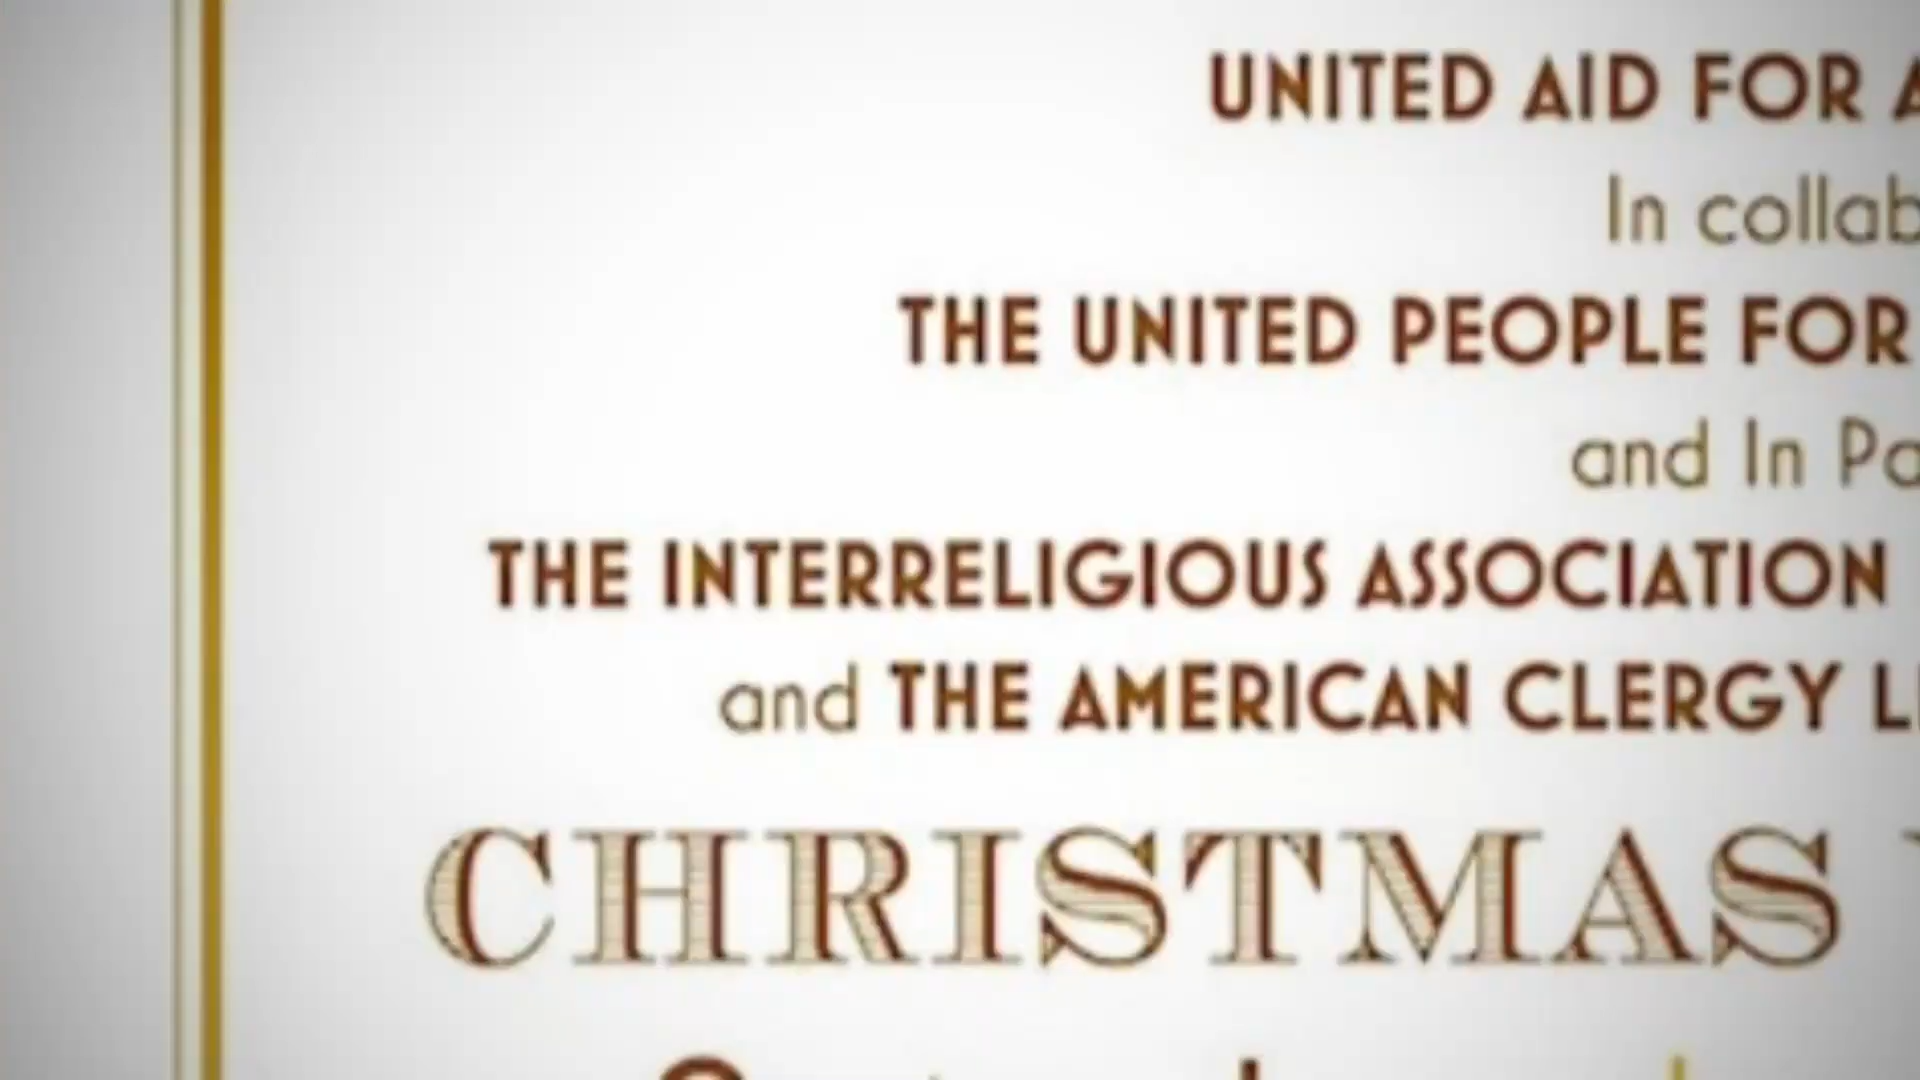 UNITED AID FOR
In collab
THE UNITED PEOPLE FOR
and In Pa
THE INTERRELIGIOUS ASSOCIATION
and THE AMERICAN CLERGY
CHRISTMAS